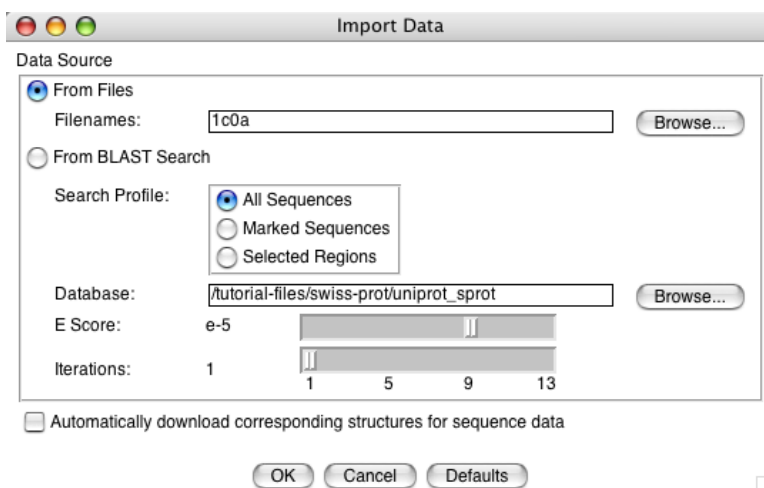 Import Data
Data Source
From Files
Filenames: 1c0a Browse...
From BLAST Search
Search Profile: All Sequences
Marked Sequences
Selected Regions
Database: /tutorial-files/swiss-prot/uniprot_sprot Browse...
E Score: e-5
Iterations: 1
1 5 9 13
Automatically download corresponding structures for sequence data
OK Cancel Defaults